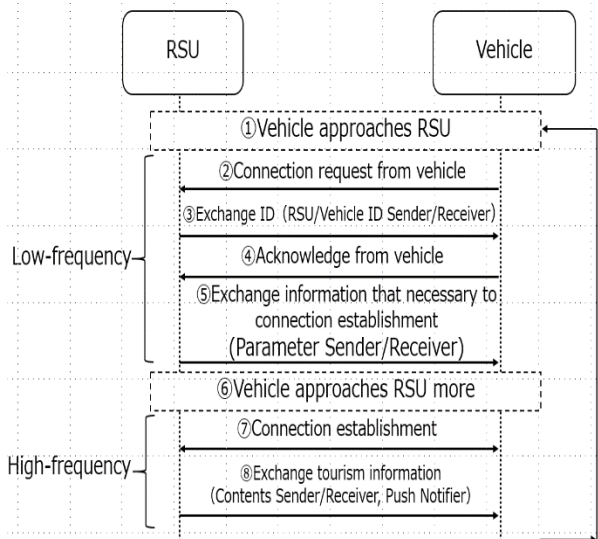 RSU
Vehicle
①Vehicle approaches RSU
②Connection request from vehicle
③Exchange ID (RSU/Vehicle ID Sender/Receiver)
Low-frequency
④Acknowledge from vehicle
⑤Exchange information that necessary to
connection establishment
(Parameter Sender/Receiver)
⑥Vehicle approaches RSU more
⑦Connection establishment
High-frequency
⑧Exchange tourism information
(Contents Sender/Receiver, Push Notifier)